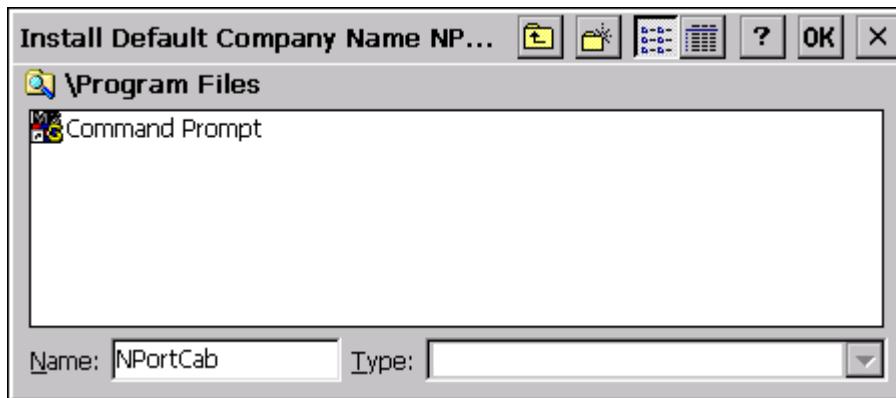 Install Default Company Name NP... ? OK ×
\Program Files
Command Prompt
Name: NPortCab Type: